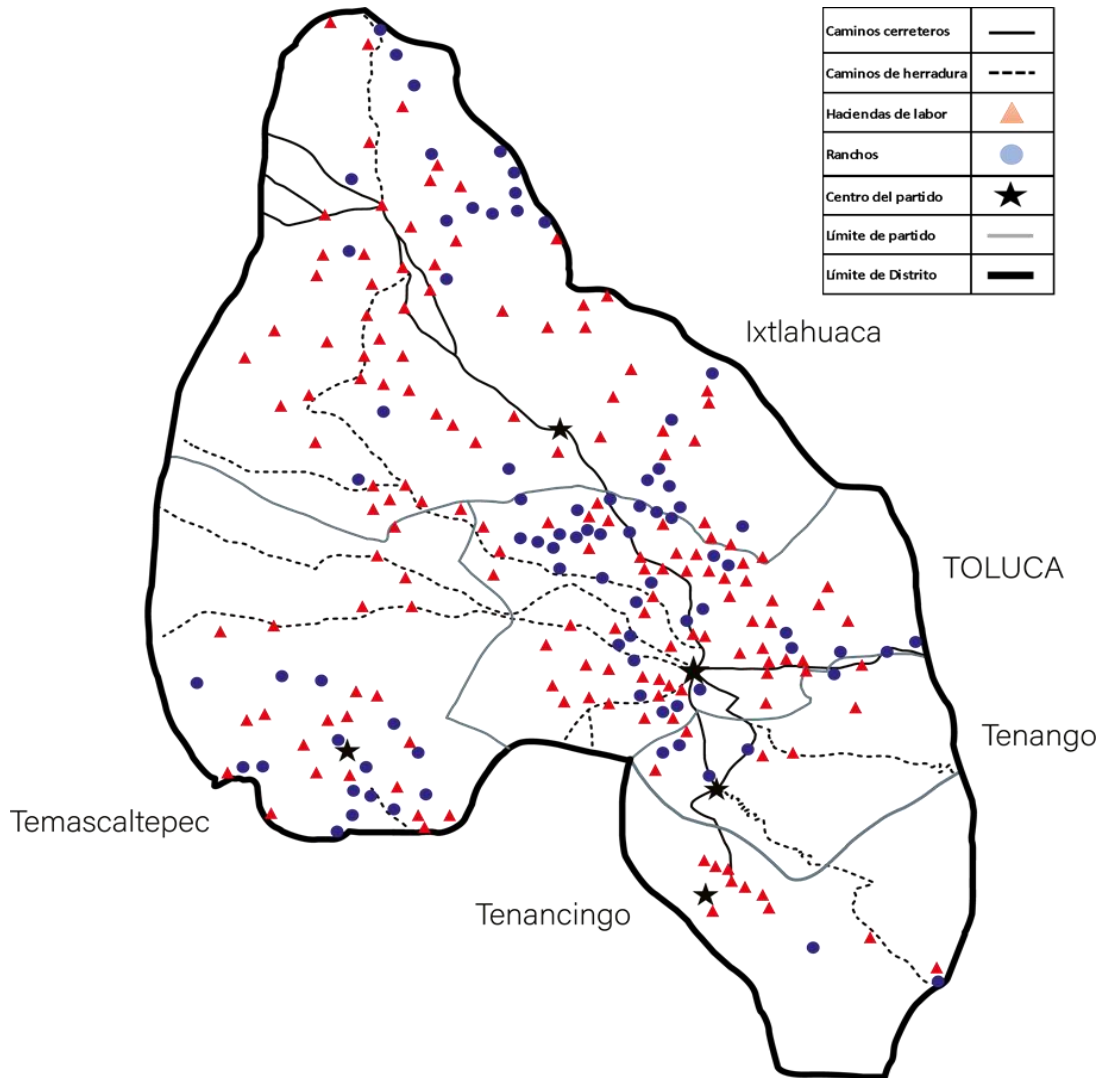 Caminos cerreteros
Caminos de herradura
Haciendas de labor
Ranchos
Centro del partido
Límite de partido
Límite de Distrito
Ixtlahuaca
TOLUCA
Tenango
Temascaltepec
Tenancingo